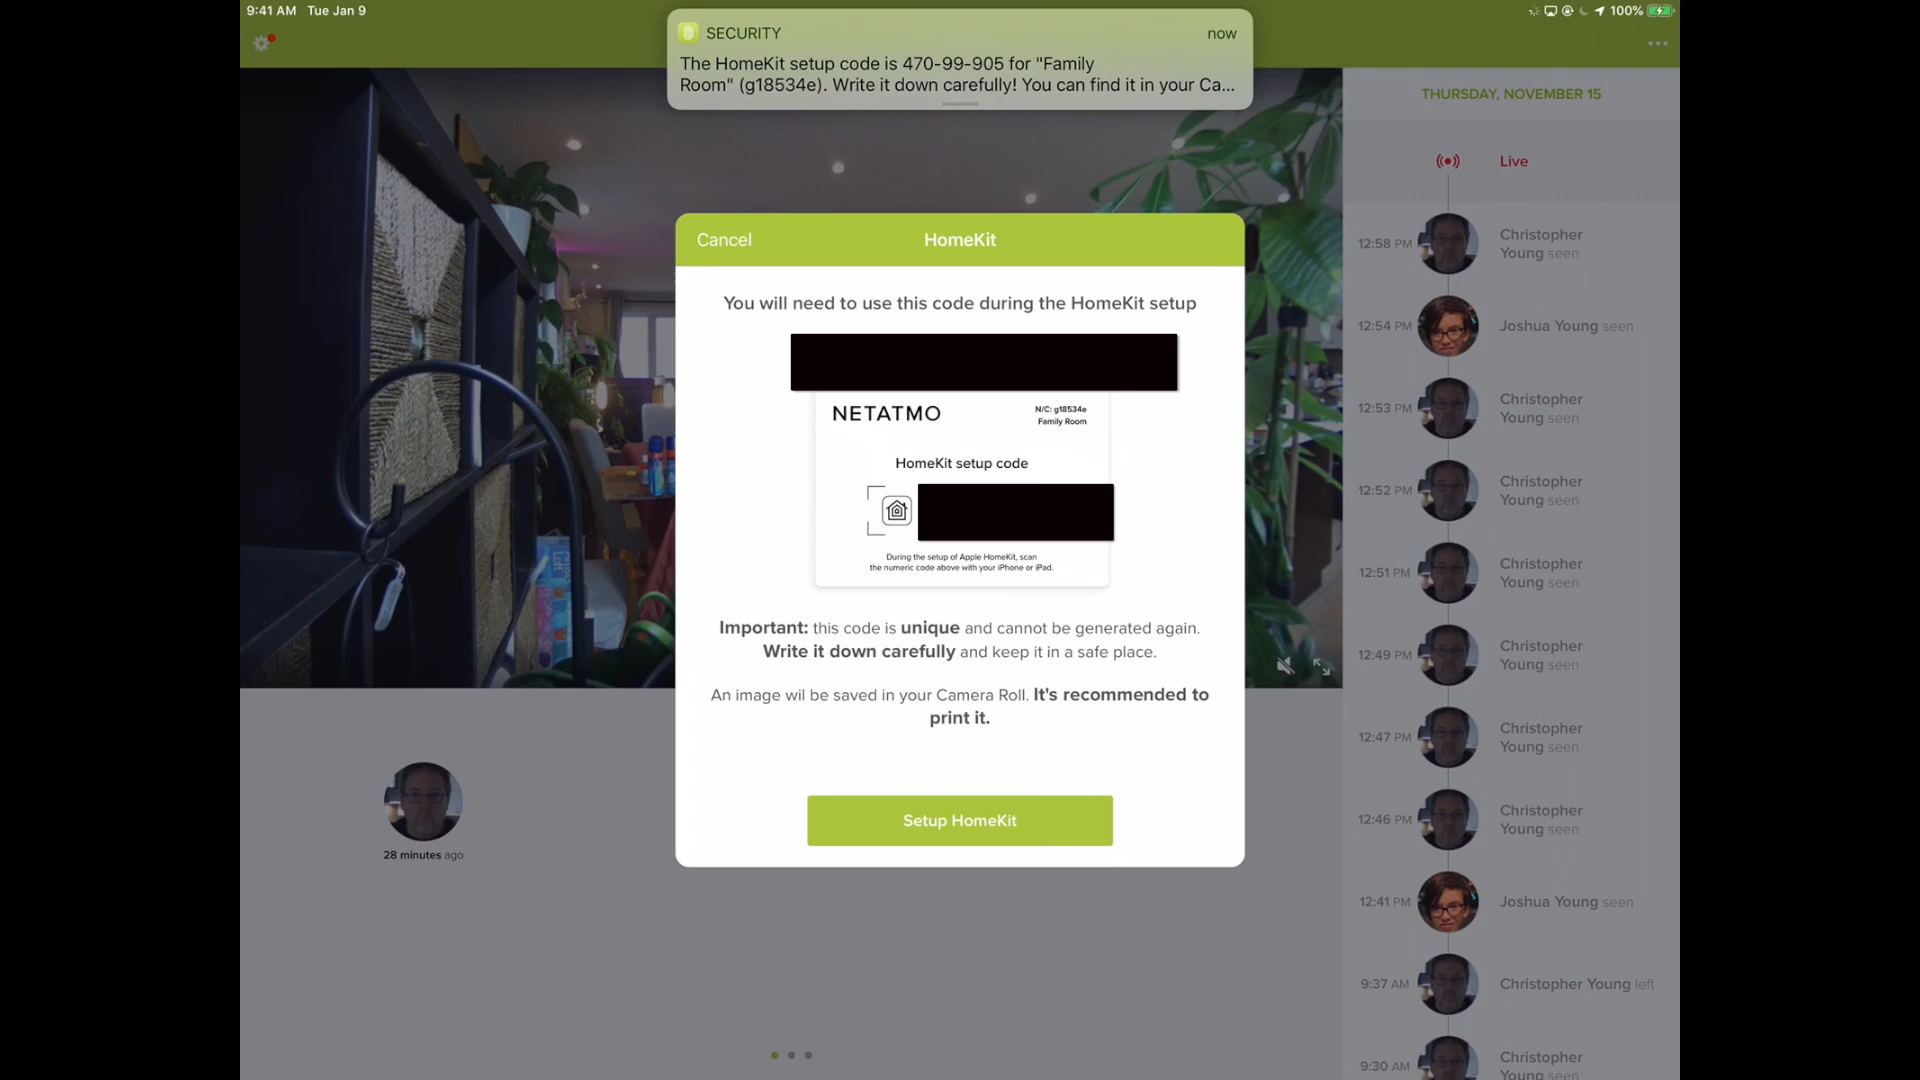 9:41 AM Tue Jan 9
100%
SECURITY
now
The HomeKit setup code is 470-99-905 for "Family
Room" (g18534e). Write it down carefully! You can find it in your Ca...
THURSDAY, NOVEMBER 15
Live
12:58 PM
Christopher
Young seen
12:54 PM
Joshua Young seen
12:53 PM
Christopher
Young seen
12:52 PM
Christopher
Young seen
12:51 PM
Christopher
Young seen
12:49 PM
Christopher
Young seen
12:47 PM
Christopher
Young seen
12:46 PM
Christopher
Young seen
12:41 PM
Joshua Young seen
9:37 AM
Christopher Young left
9:30 AM
Christopher
Young seen
Cancel
HomeKit
You will need to use this code during the HomeKit setup
NETATMO
N/C: g18534e
Family Room
HomeKit setup code
During the setup of Apple HomeKit, scan
the numeric code above with your iPhone or iPad.
Important: this code is unique and cannot be generated again.
Write it down carefully and keep it in a safe place.
An image wil be saved in your Camera Roll. It's recommended to
print it.
Setup HomeKit
28 minutes ago